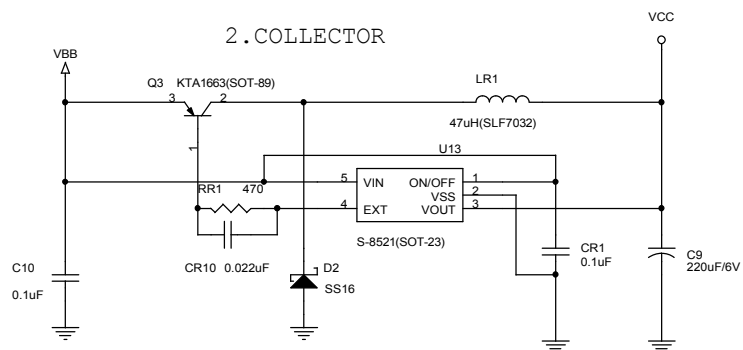 2.COLLECTOR
VCC
VBB
Q3 KTA1663(SOT-89)
LR1
3 2
47uH(SLF7032)
1
U13
RR1 470
5 VIN ON/OFF 1
VSS 2
4 EXT VOUT 3
S-8521(SOT-23)
CR10 0.022uF
D2
SS16
CR1
0.1uF
C9
220uF/6V
C10
0.1uF